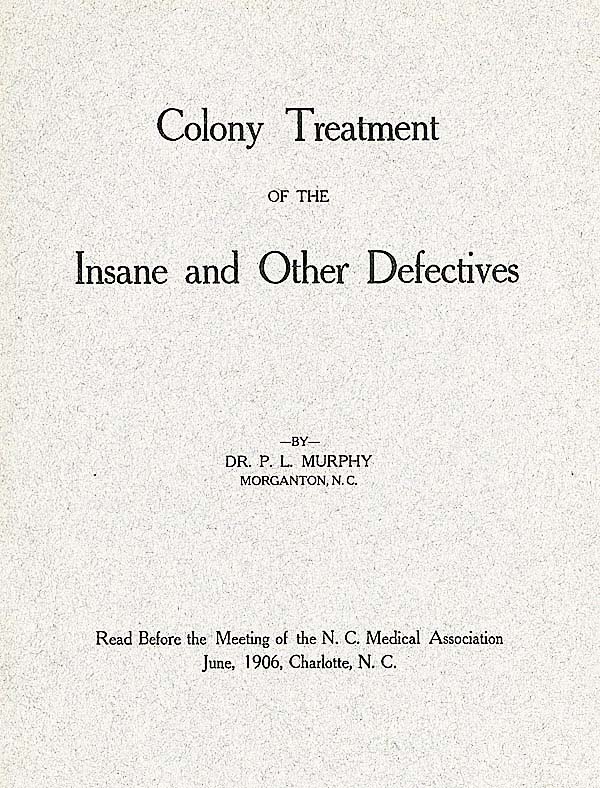 Colony Treatment
OF THE
Insane and Other Defectives
—BY—
DR. P. L. MURPHY
MORGANTON, N. C.
Read Before the Meeting of the N. C. Medical Association
June, 1906, Charlotte, N. C.